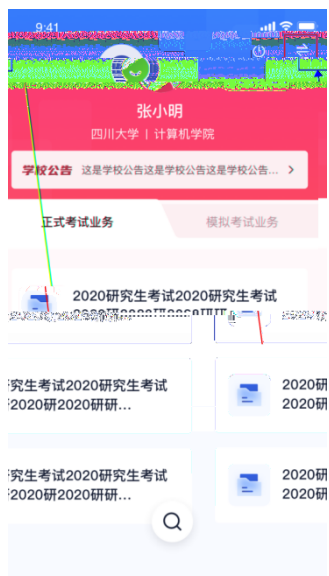 9:41
张小明
四川大学 | 计算机学院
学校公告 这是学校公告这是学校公告这是学校公告...
正式考试业务 模拟考试业务
2020研究生考试2020研究生考试
究生考试2020研究生考试 2020研
2020研2020研研... 2020研
究生考试2020研究生考试 2020研
2020研2020研研... 2020研